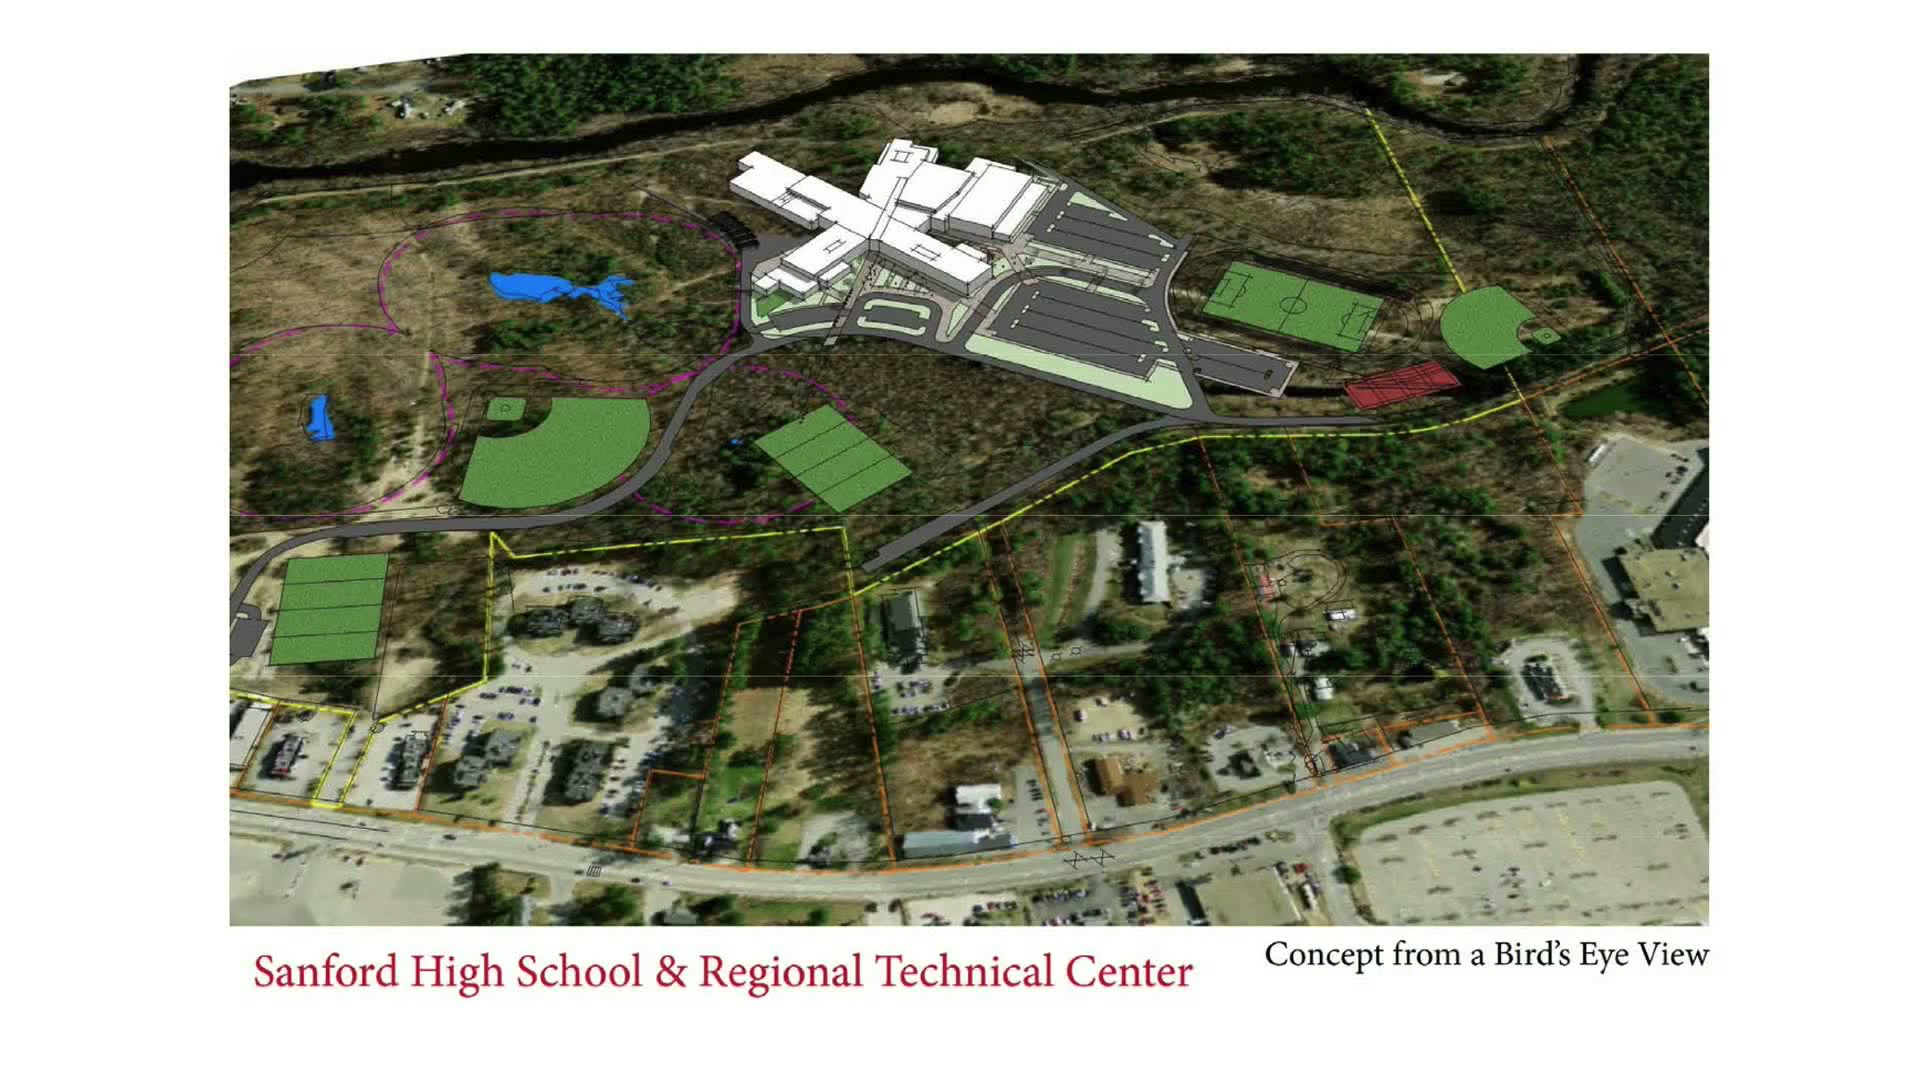 Sanford High School & Regional Technical Center
Concept from a Bird's Eye View